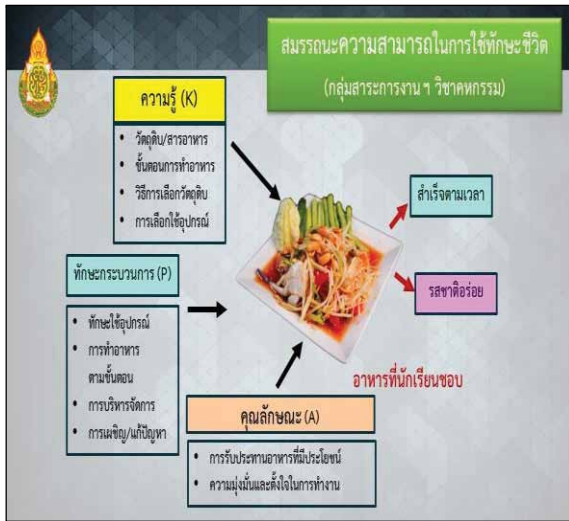 สมรรถนะความสามารถในการใช้ทักษะชีวิต
(กลุ่มสาระการงาน ฯ วิชาคหกรรม)
ความรู้ (K)
• วัตถุดิบ/สารอาหาร
• ขั้นตอนการทำอาหาร
• วิธีการเลือกวัตถุดิบ
• การเลือกใช้อุปกรณ์
ทักษะกระบวนการ (P)
• ทักษะใช้อุปกรณ์
• การทำอาหาร
ตามขั้นตอน
• การบริหารจัดการ
• การเผชิญ/แก้ปัญหา
คุณลักษณะ (A)
• การรับประทานอาหารที่มีประโยชน์
• ความมุ่งมั่นและตั้งใจในการทำงาน
สำเร็จตามเวลา
รสชาติอร่อย
อาหารที่นักเรียนชอบ